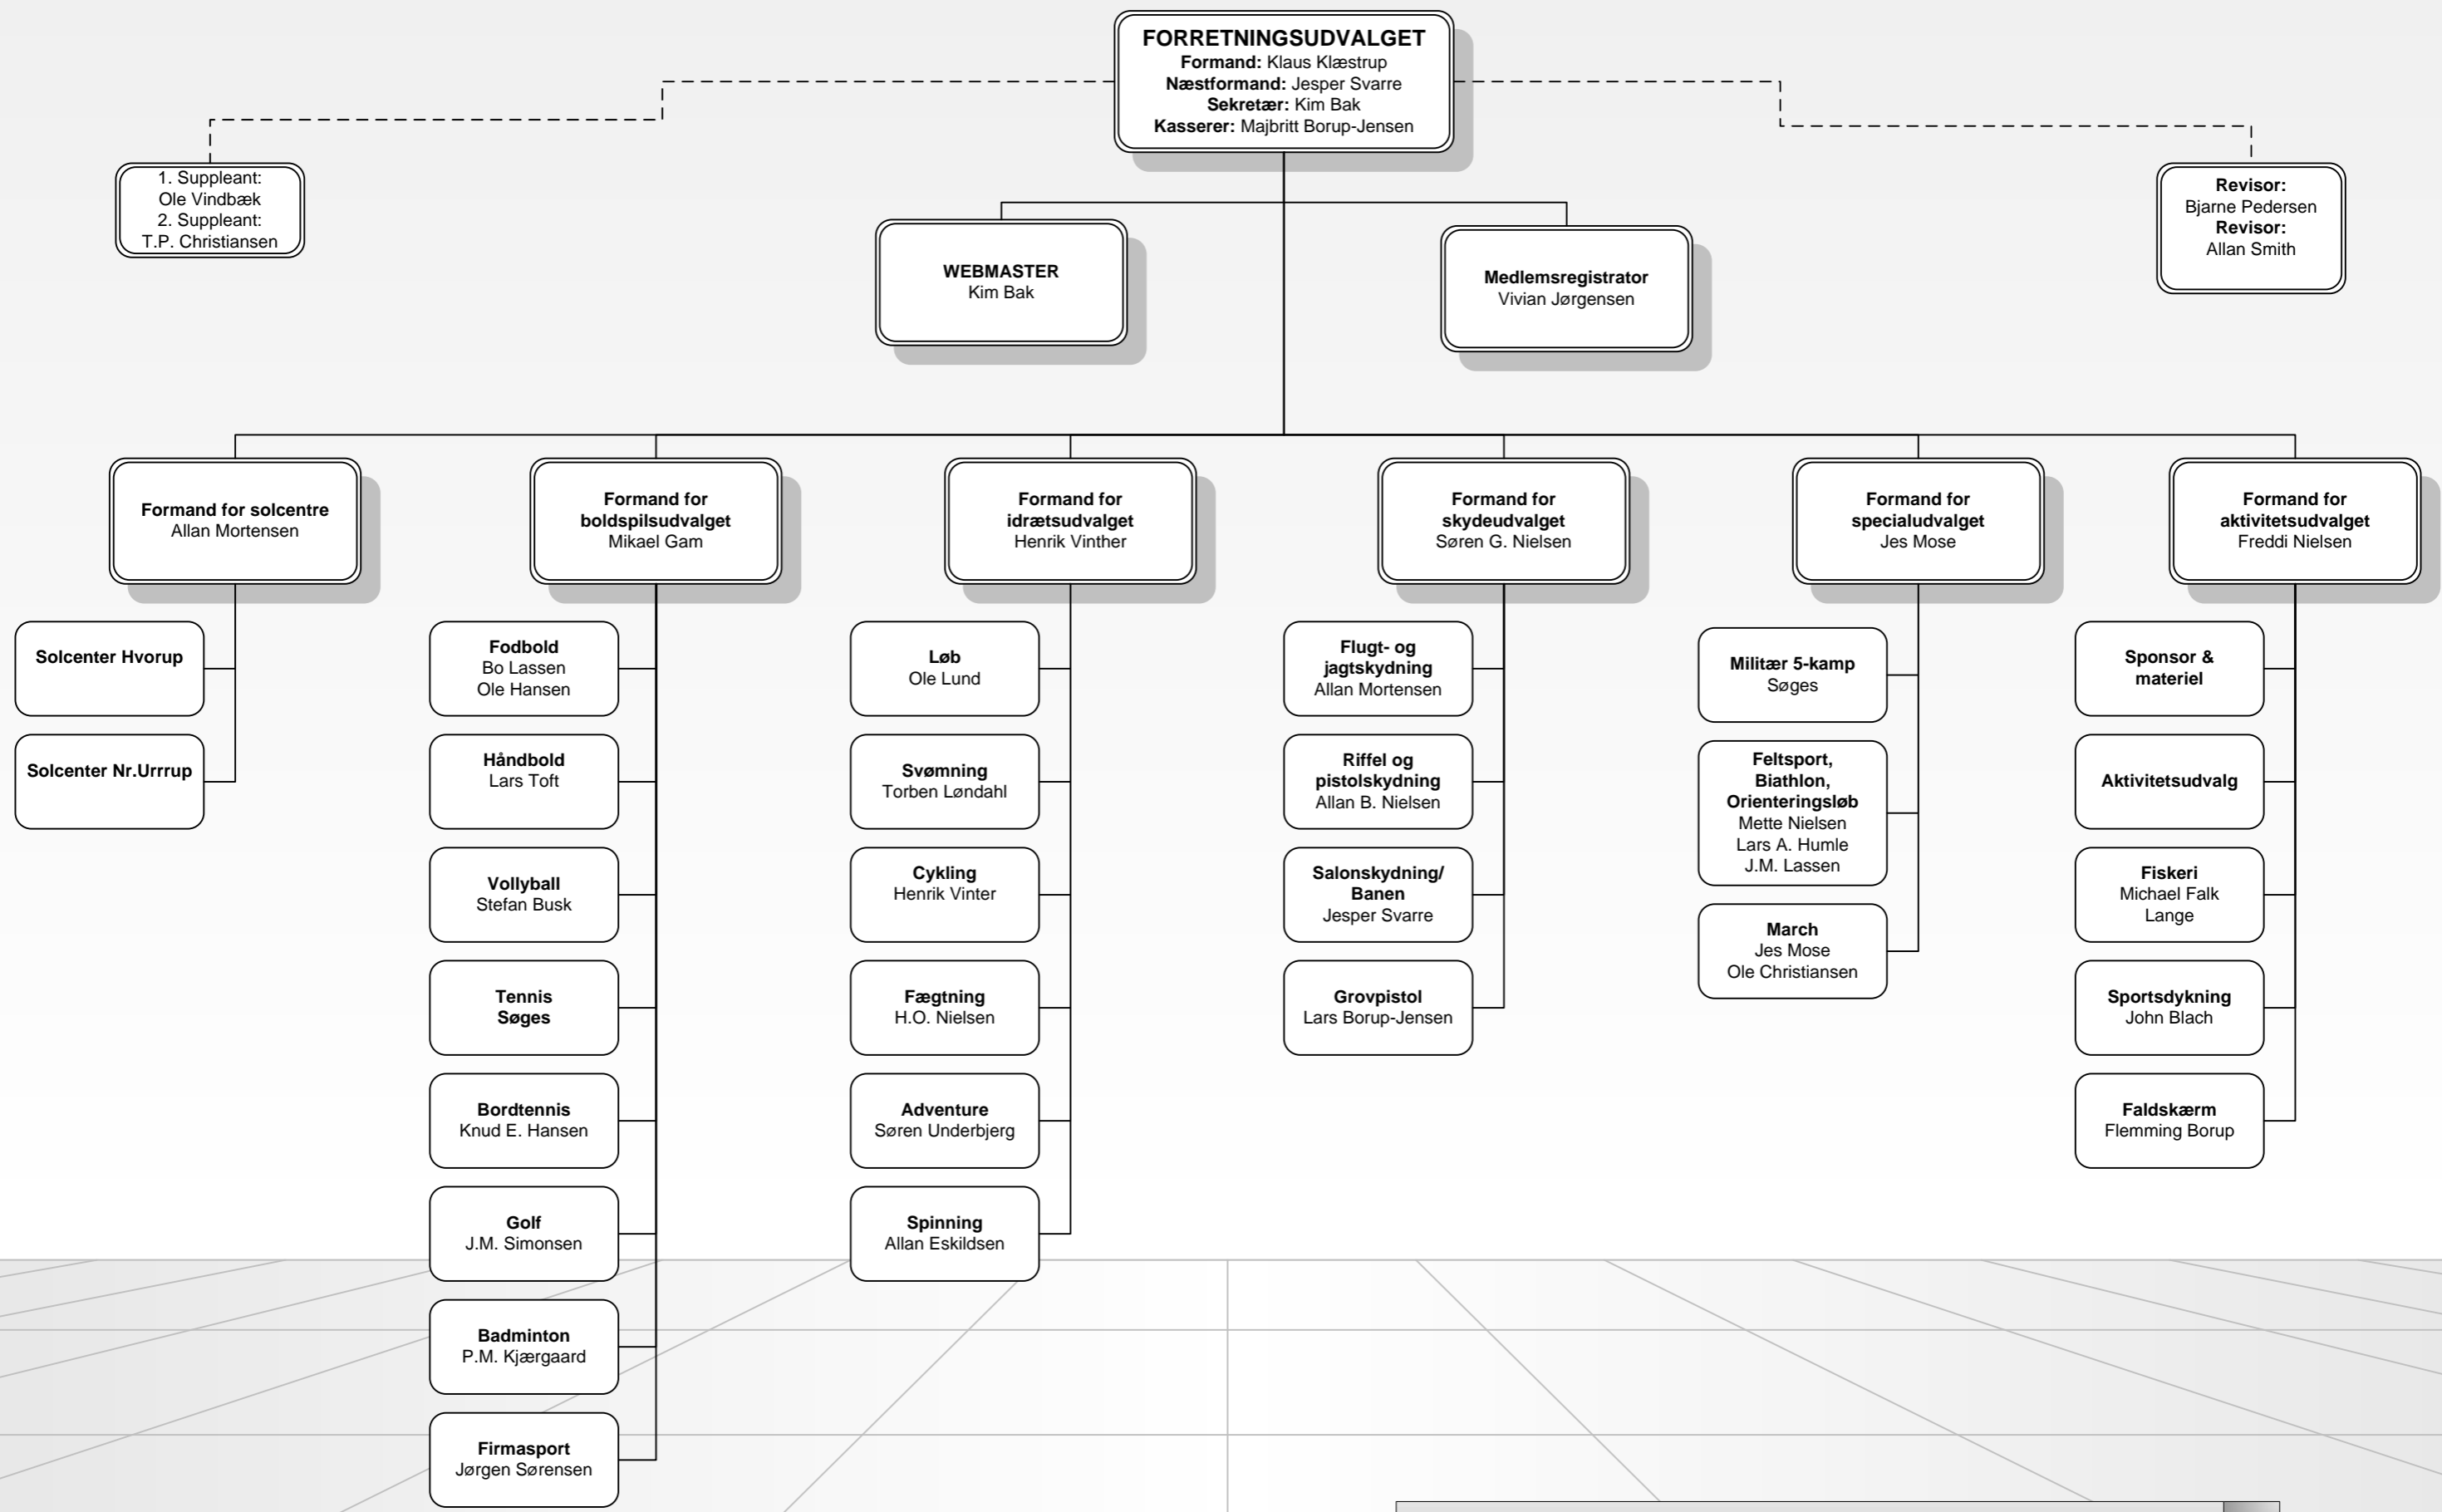 FORRETNINGSUDVALGET
Formand: Klaus Klæstrup
Næstformand: Jesper Svarre
Sekretær: Kim Bak
Kasserer: Majbritt Borup-Jensen
1. Suppleant:
Ole Vindbæk
2. Suppleant:
T.P. Christiansen
Revisor:
Bjarne Pedersen
Revisor:
Allan Smith
WEBMASTER
Kim Bak
Medlemsregistrator
Vivian Jørgensen
Formand for solcentre
Allan Mortensen
Formand for
boldspilsudvalget
Mikael Gam
Formand for
idrætsudvalget
Henrik Vinther
Formand for
skydeudvalget
Søren G. Nielsen
Formand for
specialudvalget
Jes Mose
Formand for
aktivitetsudvalget
Freddi Nielsen
Solcenter Hvorup
Solcenter Nr.Urrrup
Fodbold
Bo Lassen
Ole Hansen
Håndbold
Lars Toft
Vollyball
Stefan Busk
Tennis
Søges
Bordtennis
Knud E. Hansen
Golf
J.M. Simonsen
Badminton
P.M. Kjærgaard
Firmasport
Jørgen Sørensen
Løb
Ole Lund
Svømning
Torben Løndahl
Cykling
Henrik Vinter
Fægtning
H.O. Nielsen
Adventure
Søren Underbjerg
Spinning
Allan Eskildsen
Flugt- og
jagtskydning
Allan Mortensen
Riffel og
pistolskydning
Allan B. Nielsen
Salonskydning/
Banen
Jesper Svarre
Grovpistol
Lars Borup-Jensen
Militær 5-kamp
Søges
Feltsport,
Biathlon,
Orienteringsløb
Mette Nielsen
Lars A. Humle
J.M. Lassen
March
Jes Mose
Ole Christiansen
Sponsor &
materiel
Aktivitetsudvalg
Fiskeri
Michael Falk
Lange
Sportsdykning
John Blach
Faldskærm
Flemming Borup